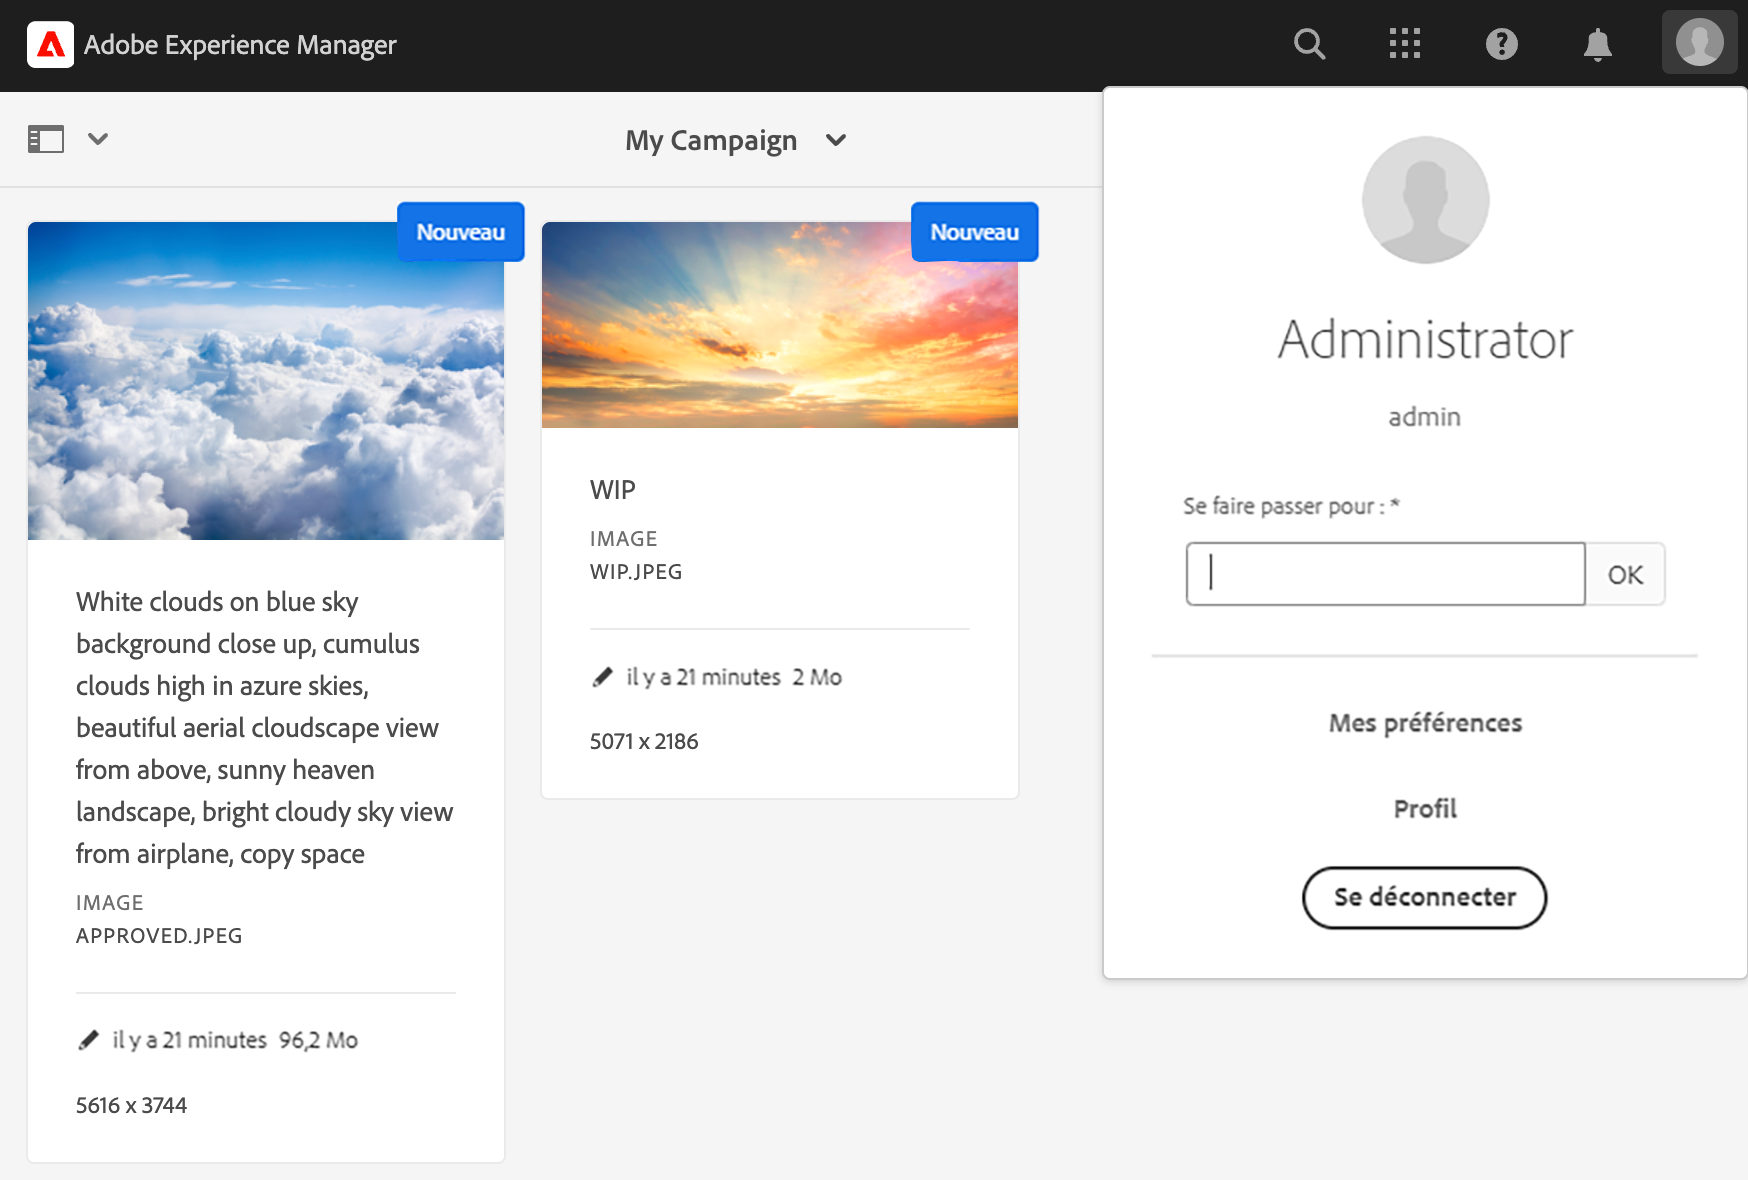 Adobe Experience Manager
My Campaign
Nouveau
White clouds on blue sky
background close up, cumulus
clouds high in azure skies,
beautiful aerial cloudscape view
from above, sunny heaven
landscape, bright cloudy sky view
from airplane, copy space
IMAGE
APPROVED.JPEG
il y a 21 minutes 96,2 Mo
5616 x 3744
Nouveau
WIP
IMAGE
WIP.JPEG
il y a 21 minutes 2 Mo
5071 x 2186
Administrator
admin
Se faire passer pour : *
OK
Mes préférences
Profil
Se déconnecter